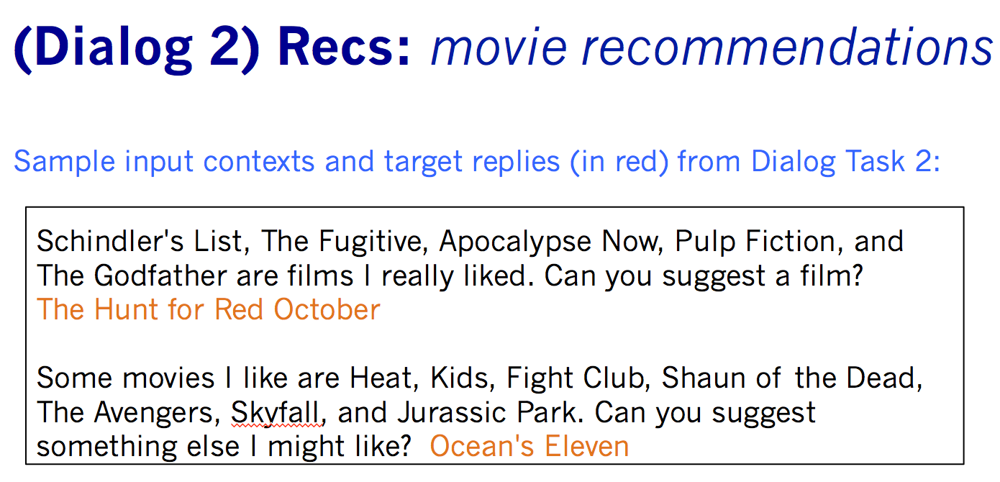 (Dialog 2) Recs: movie recommendations
Sample input contexts and target replies (in red) from Dialog Task 2:
Schindler's List, The Fugitive, Apocalypse Now, Pulp Fiction, and
The Godfather are films I really liked. Can you suggest a film?
The Hunt for Red October
Some movies I like are Heat, Kids, Fight Club, Shaun of the Dead,
The Avengers, Skyfall, and Jurassic Park. Can you suggest
something else I might like? Ocean's Eleven